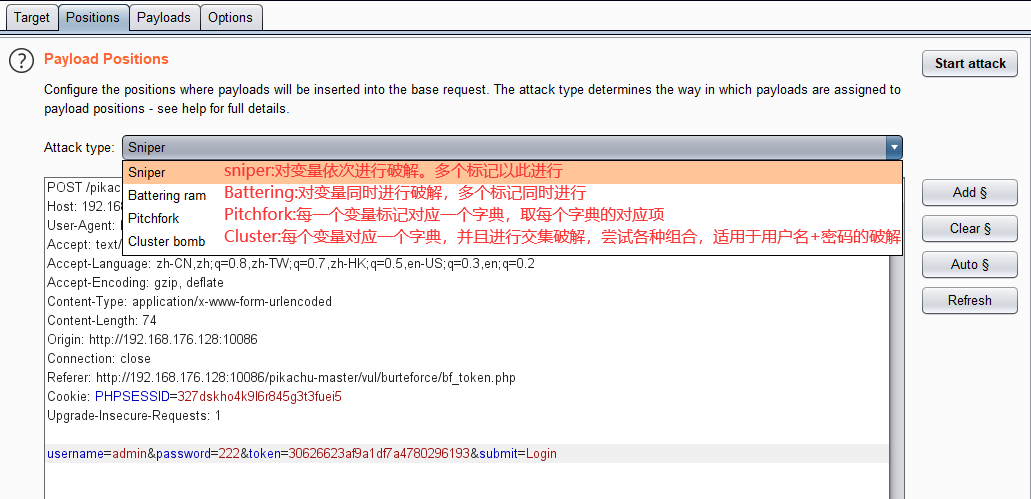 Target Positions Payloads Options
? Payload Positions
Start attack
Configure the positions where payloads will be inserted into the base request. The attack type determines the way in which payloads are assigned to
payload positions - see help for full details.
Attack type: Sniper
Sniper sniper:对变量依次进行破解。多个标记以此进行
Battering ram Battering:对变量同时进行破解，多个标记同时进行
Pitchfork Pitchfork:每一个变量标记对应一个字典，取每个字典的对应项
Cluster bomb Cluster:每个变量对应一个字典，并且进行交集破解，尝试各种组合，适用于用户名+密码的破解
POST /pikac
Host: 192.16
User-Agent:
Accept: text/
Accept-Language: zh-CN,zh;q=0.8,zh-TW;q=0.7,zh-HK;q=0.5,en-US;q=0.3,en;q=0.2
Accept-Encoding: gzip, deflate
Content-Type: application/x-www-form-urlencoded
Content-Length: 74
Origin: http://192.168.176.128:10086
Connection: close
Referer: http://192.168.176.128:10086/pikachu-master/vul/burteforce/bf_token.php
Cookie: PHPSESSID=327dskho4k9l6r845g3t3fuei5
Upgrade-Insecure-Requests: 1
username=admin&password=222&token=30626623af9a1df7a4780296193&submit=Login
Add §
Clear §
Auto §
Refresh